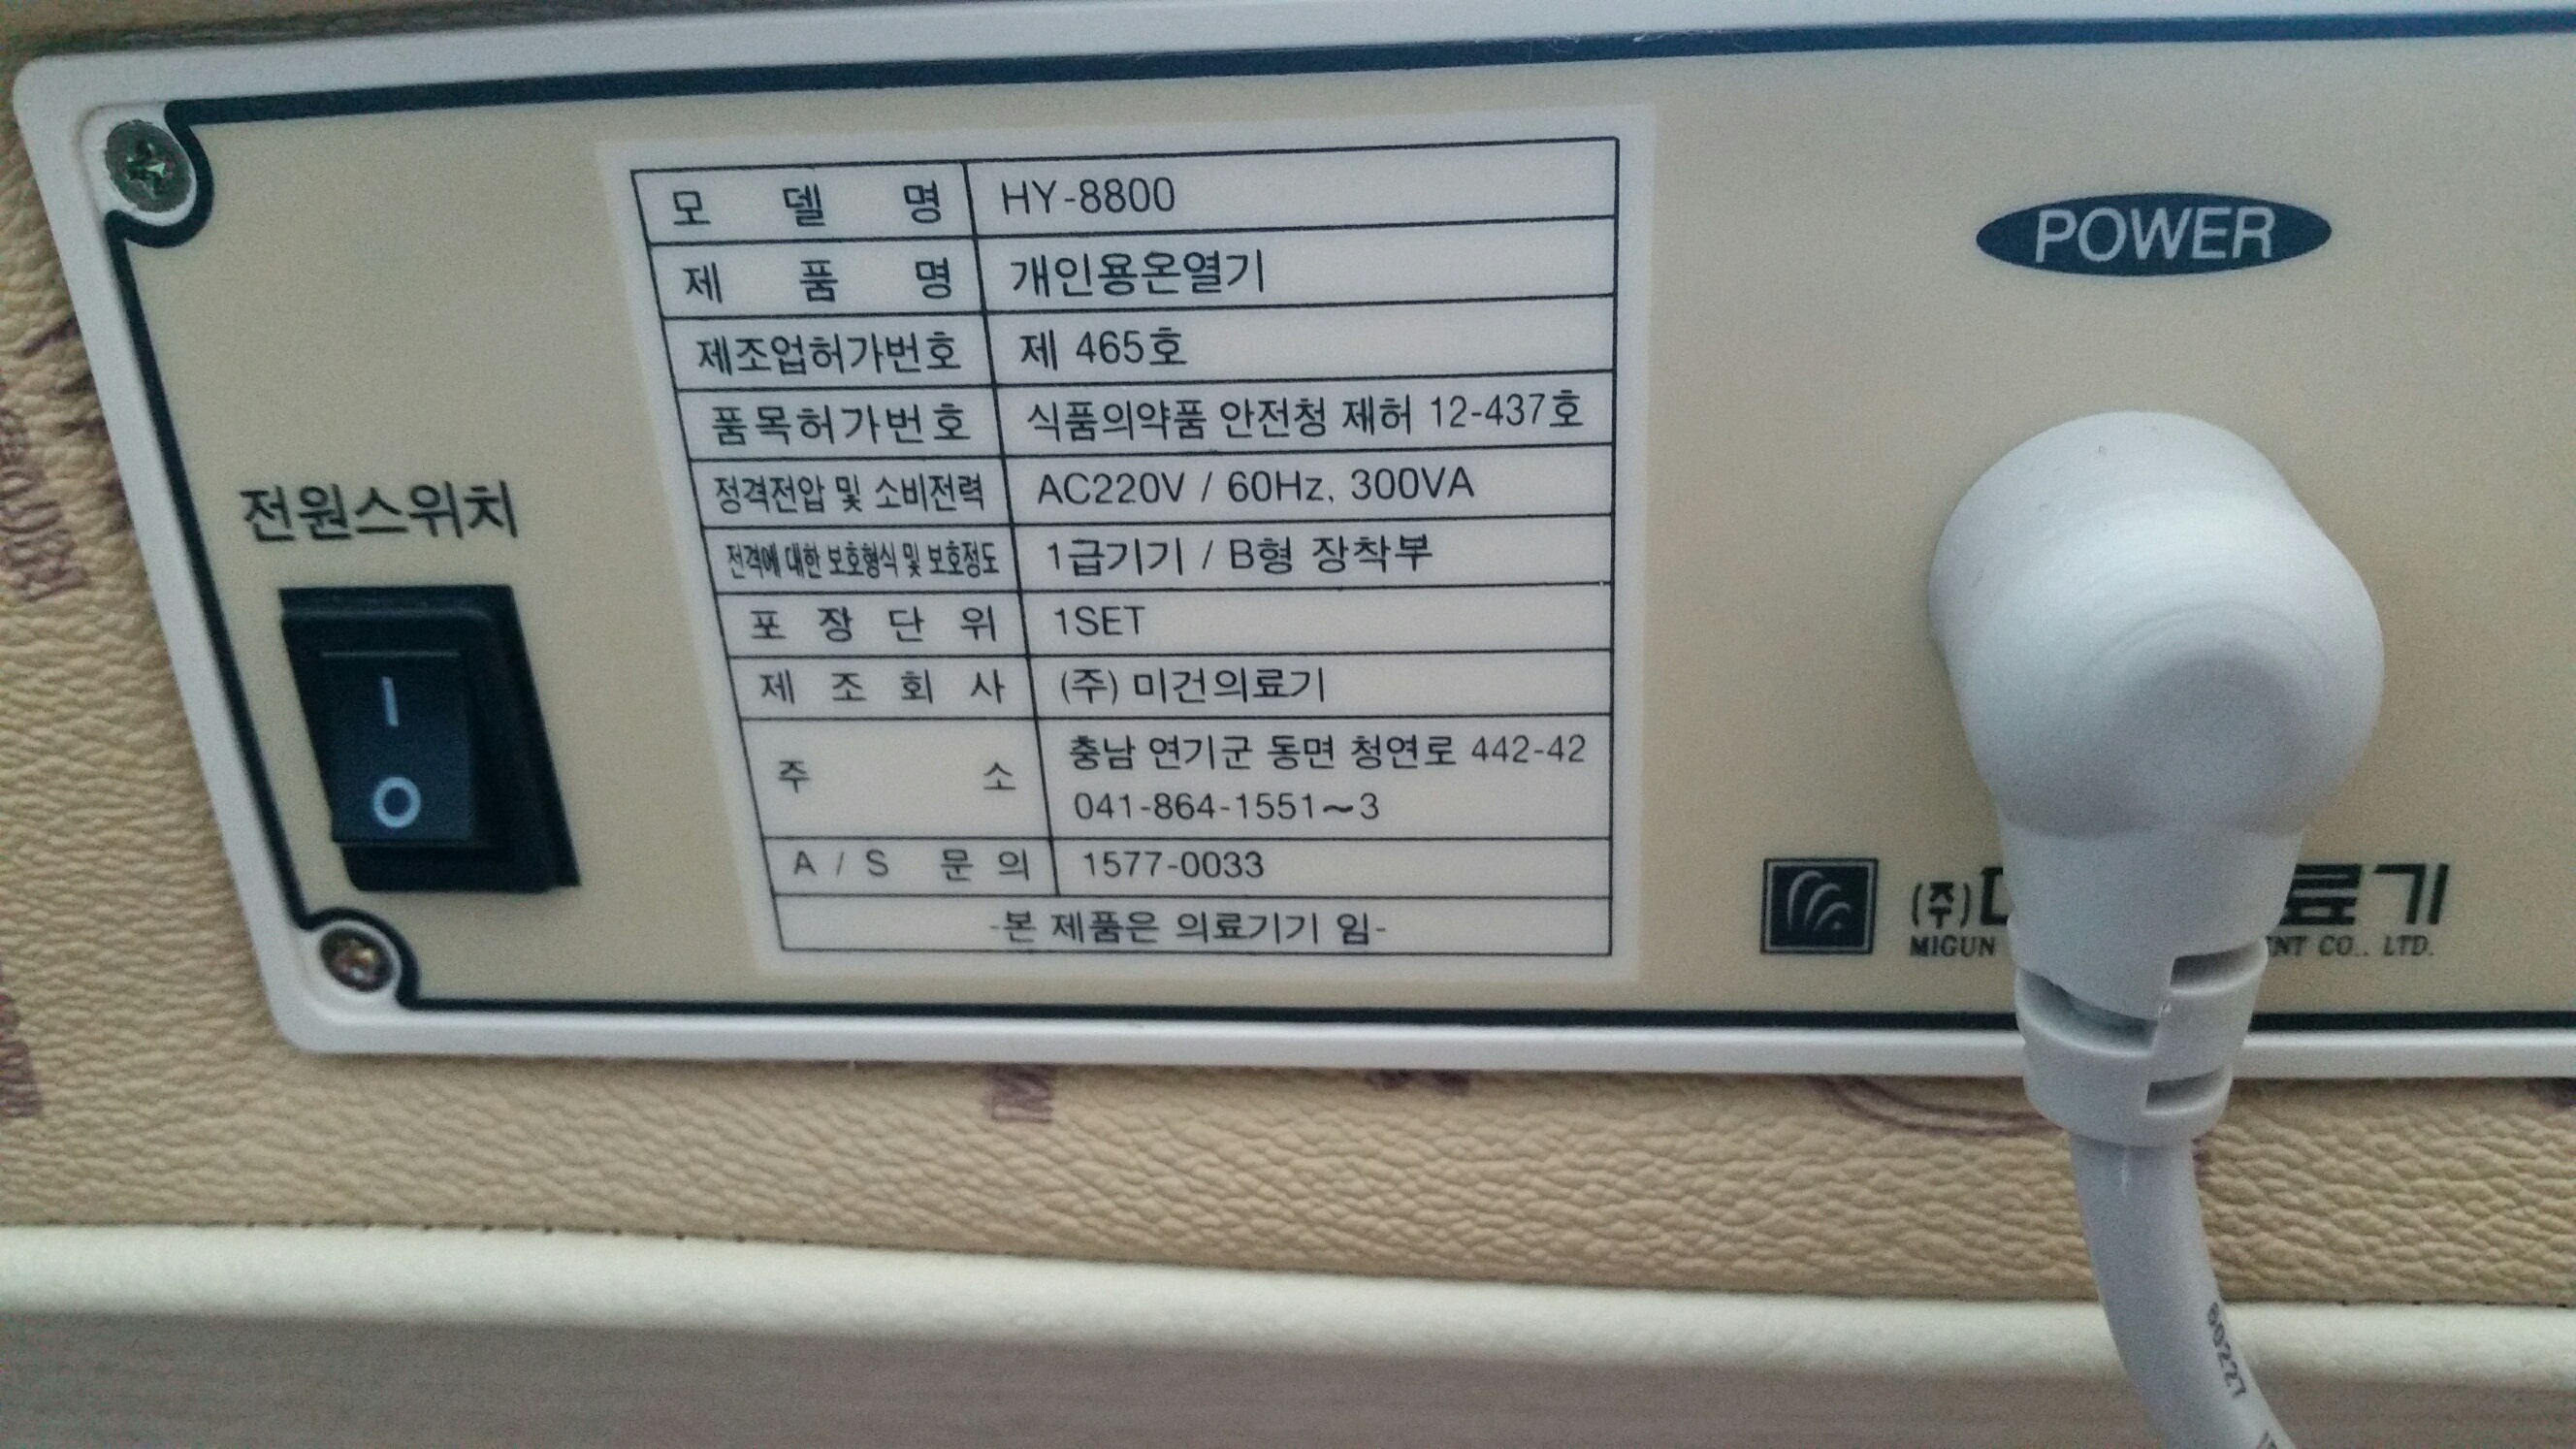 모 델 명 HY-8800
제 품 명 개인용온열기
제조업허가번호 제 465호
품목허가번호 식품의약품 안전청 제허 12-437호
정격전압 및 소비전력 AC220V / 60Hz, 300VA
전격에 대한 보호형식 및 보호정도 1급기기 / B형 장착부
포 장 단 위 1SET
제 조 회 사 (주) 미건의료기
주 소 충남 연기군 동면 청연로 442-42
041-864-1551~3
A / S 문 의 1577-0033
-본 제품은 의료기기 임-
전원스위치
I
O
POWER
(주) 료기
MIGUN CO., LTD.